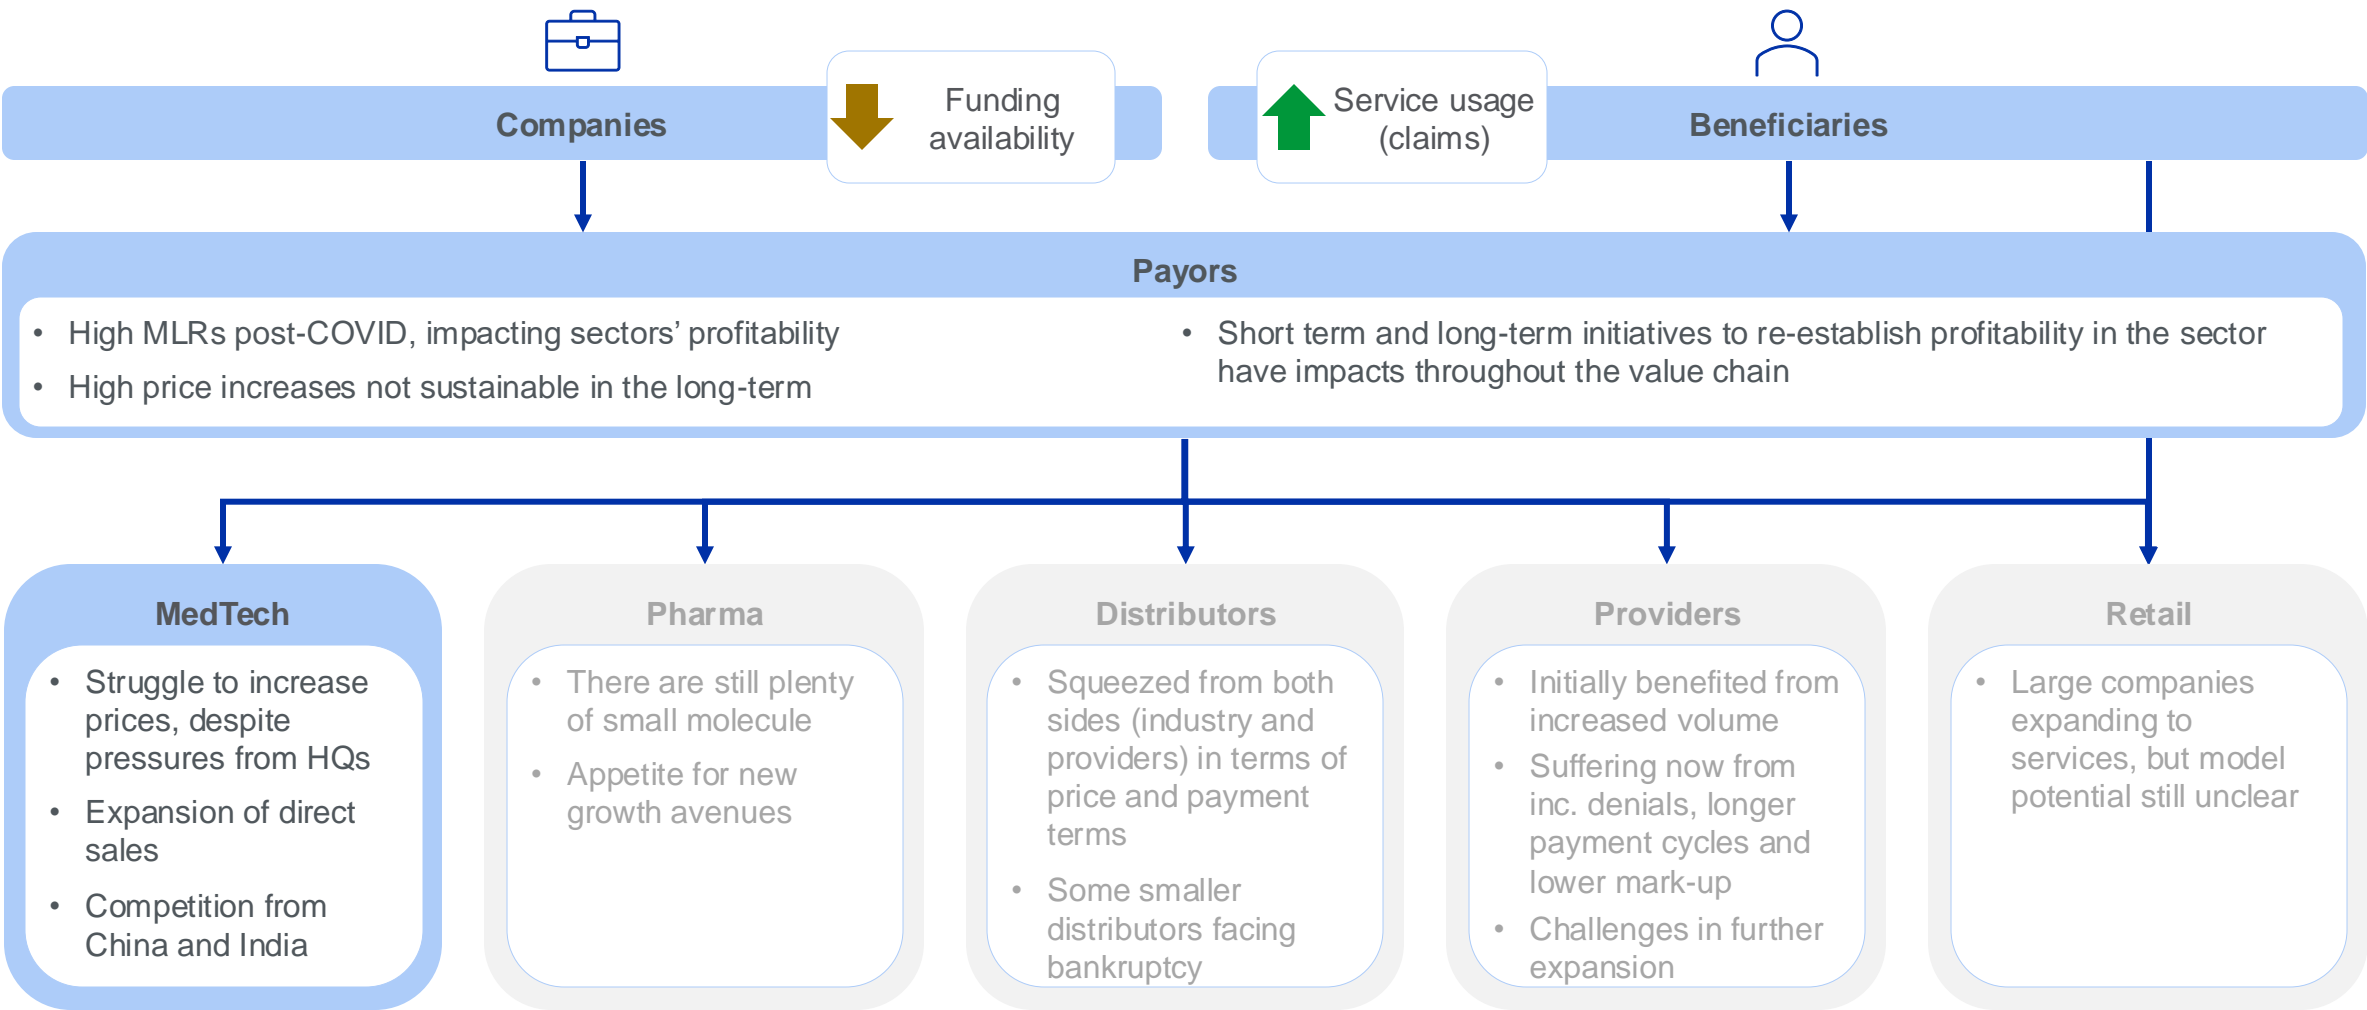 Companies
Funding
availability
Service usage
(claims)
Beneficiaries
Payors
• High MLRs post-COVID, impacting sectors’ profitability
• High price increases not sustainable in the long-term
• Short term and long-term initiatives to re-establish profitability in the sector
have impacts throughout the value chain
MedTech
• Struggle to increase
prices, despite
pressures from HQs
• Expansion of direct
sales
• Competition from
China and India
Pharma
• There are still plenty
of small molecule
• Appetite for new
growth avenues
Distributors
• Squeezed from both
sides (industry and
providers) in terms of
price and payment
terms
• Some smaller
distributors facing
bankruptcy
Providers
• Initially benefited from
increased volume
• Suffering now from
inc. denials, longer
payment cycles and
lower mark-up
• Challenges in further
expansion
Retail
• Large companies
expanding to
services, but model
potential still unclear